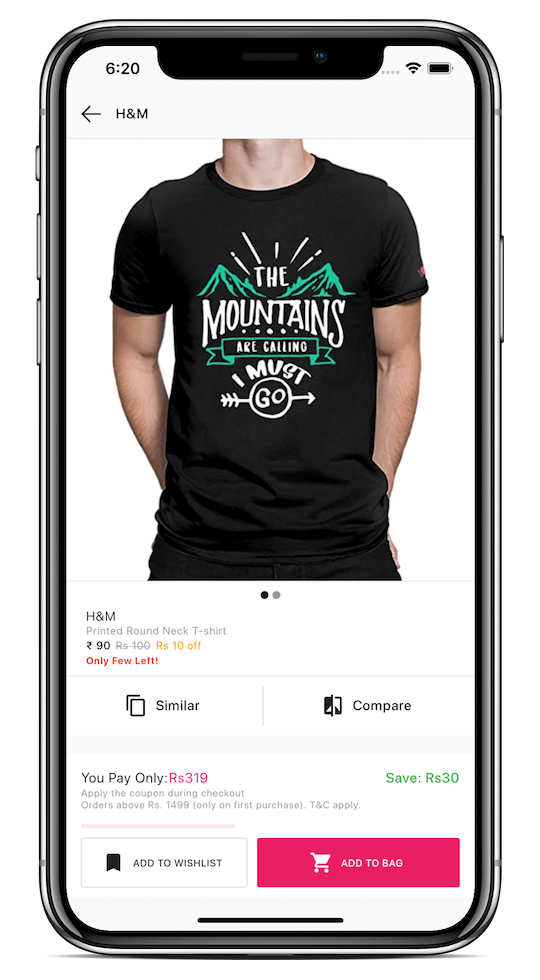 6:20
H&M
THE
MOUNTAINS
ARE CALLING
I MUST
GO
H&M
Printed Round Neck T-shirt
₹ 90 Rs 100 Rs 10 off
Only Few Left!
Similar
Compare
You Pay Only:Rs319
Save: Rs30
Apply the coupon during checkout
Orders above Rs. 1499 (only on first purchase). T&C apply.
ADD TO WISHLIST
ADD TO BAG